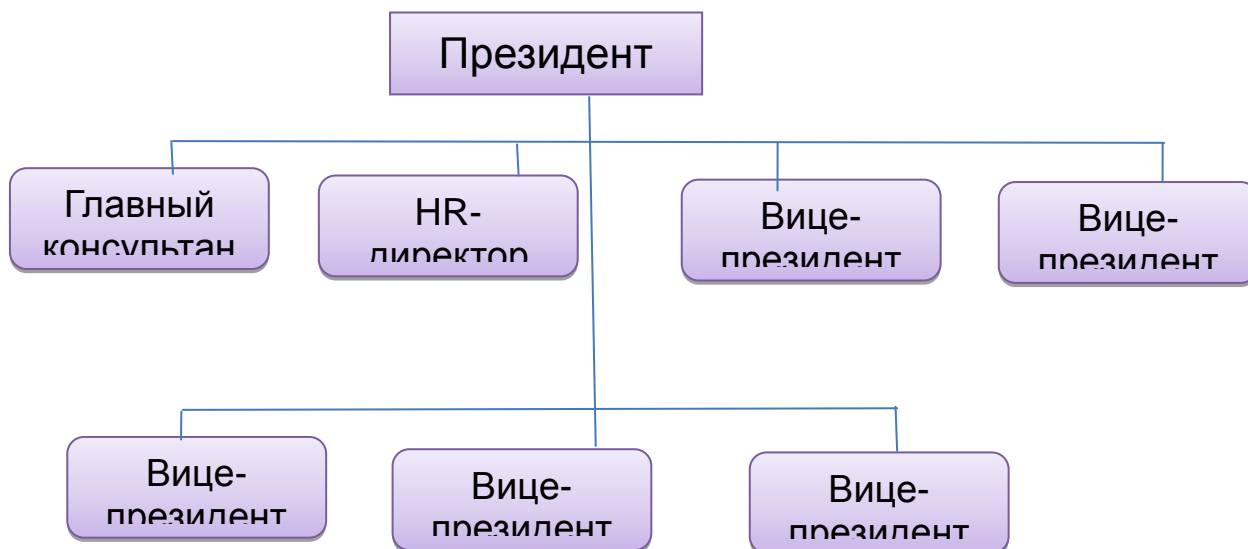 Президент
Главный
консультан
HR-
директор
Вице-
президент
Вице-
президент
Вице-
президент
Вице-
президент
Вице-
президент